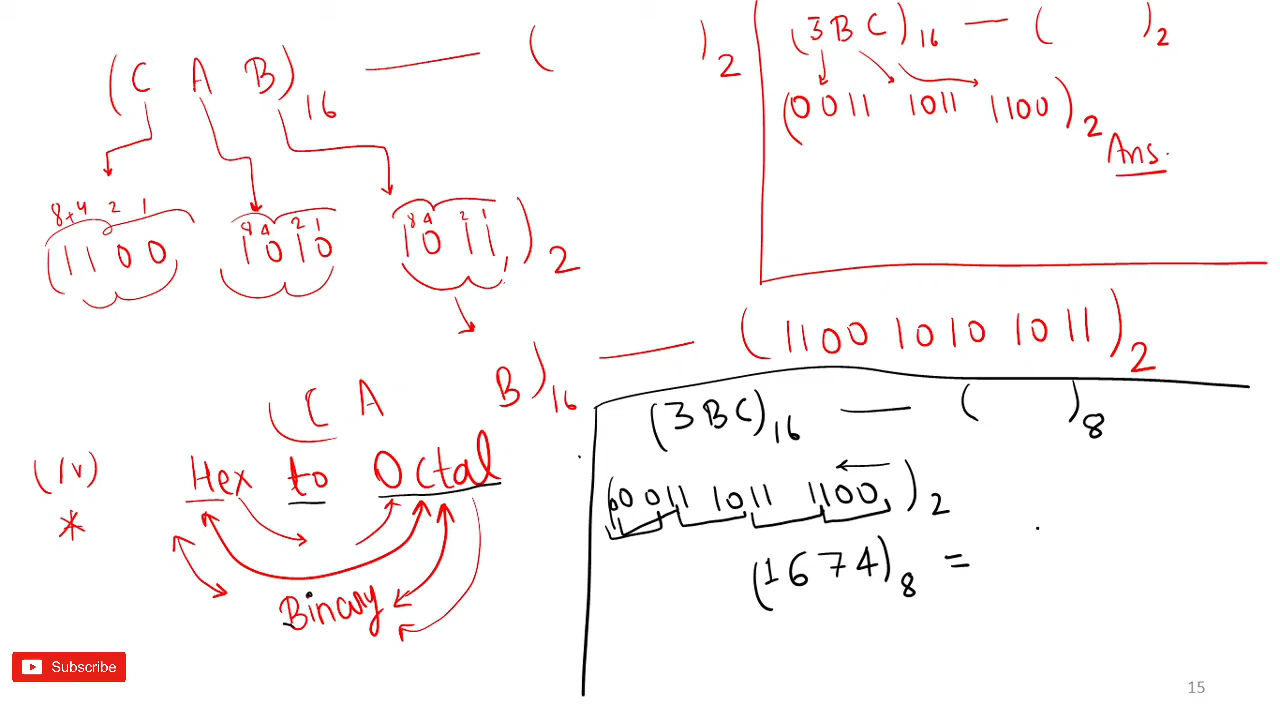 (C A B)16 — (        )2
8+4 2 1   8 4 2 1   8 4 2 1
(1100 1010 1011)2
(CA B)16 — (1100 1010 1011)2
(3BC)16 — (        )2
(0011 1011 1100)2
Ans.
(iv) Hex to Octal
*
Binary
(3BC)16 — (        )8
(00011 1011 1100)2
(1674)8 =
Subscribe
15